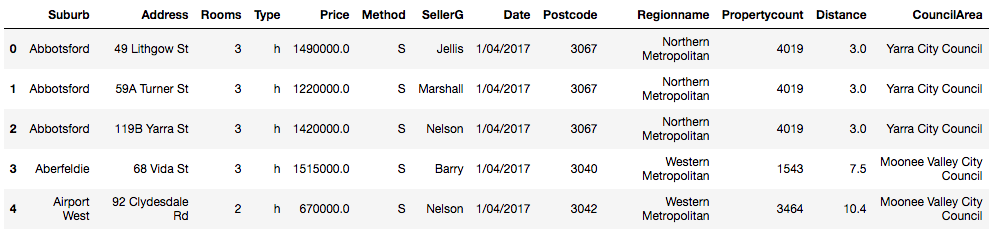 Suburb Address Rooms Type Price Method SellerG Date Postcode Regionname Propertycount Distance CouncilArea
0 Abbotsford 49 Lithgow St 3 h 1490000.0 S Jellis 1/04/2017 3067 Northern Metropolitan 4019 3.0 Yarra City Council
1 Abbotsford 59A Turner St 3 h 1220000.0 S Marshall 1/04/2017 3067 Northern Metropolitan 4019 3.0 Yarra City Council
2 Abbotsford 119B Yarra St 3 h 1420000.0 S Nelson 1/04/2017 3067 Northern Metropolitan 4019 3.0 Yarra City Council
3 Aberfeldie 68 Vida St 3 h 1515000.0 S Barry 1/04/2017 3040 Western Metropolitan 1543 7.5 Moonee Valley City Council
4 Airport West 92 Clydesdale Rd 2 h 670000.0 S Nelson 1/04/2017 3042 Western Metropolitan 3464 10.4 Moonee Valley City Council